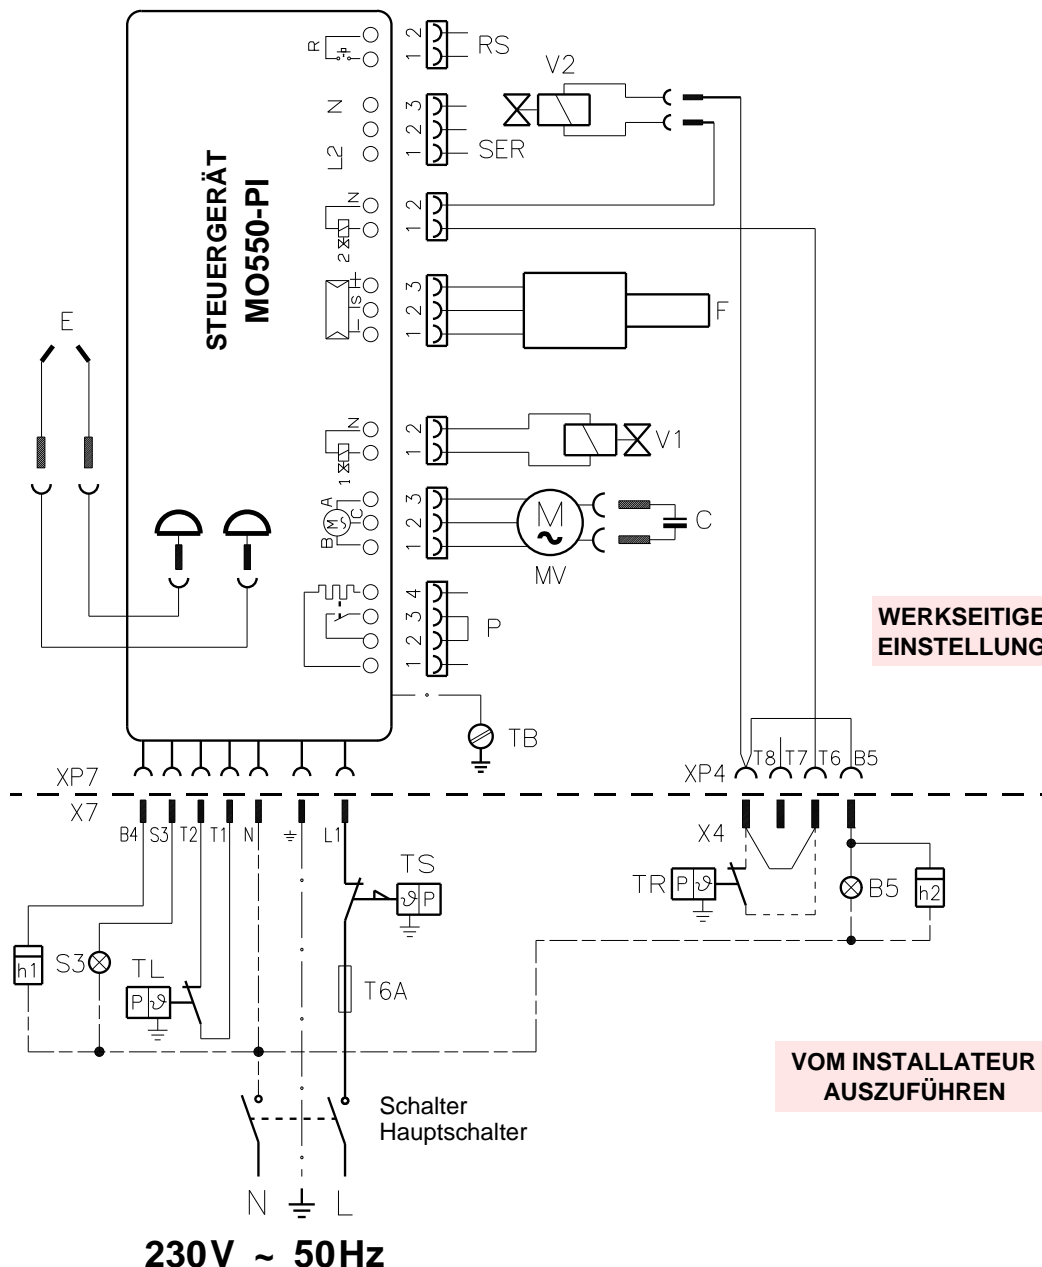 R
2
1
RS
V2
N
L2
3
2
1
SER
STEUERGERÄT
MO550-PI
N
2
2
1
+
S
L
3
2
1
F
E
N
1
2
1
V1
A
C
B
M
3
2
1
M
MV
C
4
3
2
1
P
WERKSEITIGE
EINSTELLUNG
TB
XP7
XP4
T8
T7
T6
B5
X7
B4
S3
T2
T1
N
L1
X4
TS
ϑ P
TR
P ϑ
B5
h2
h1
S3
TL
P ϑ
T6A
VOM INSTALLATEUR
AUSZUFÜHREN
Schalter
Hauptschalter
N
L
230V ~ 50Hz